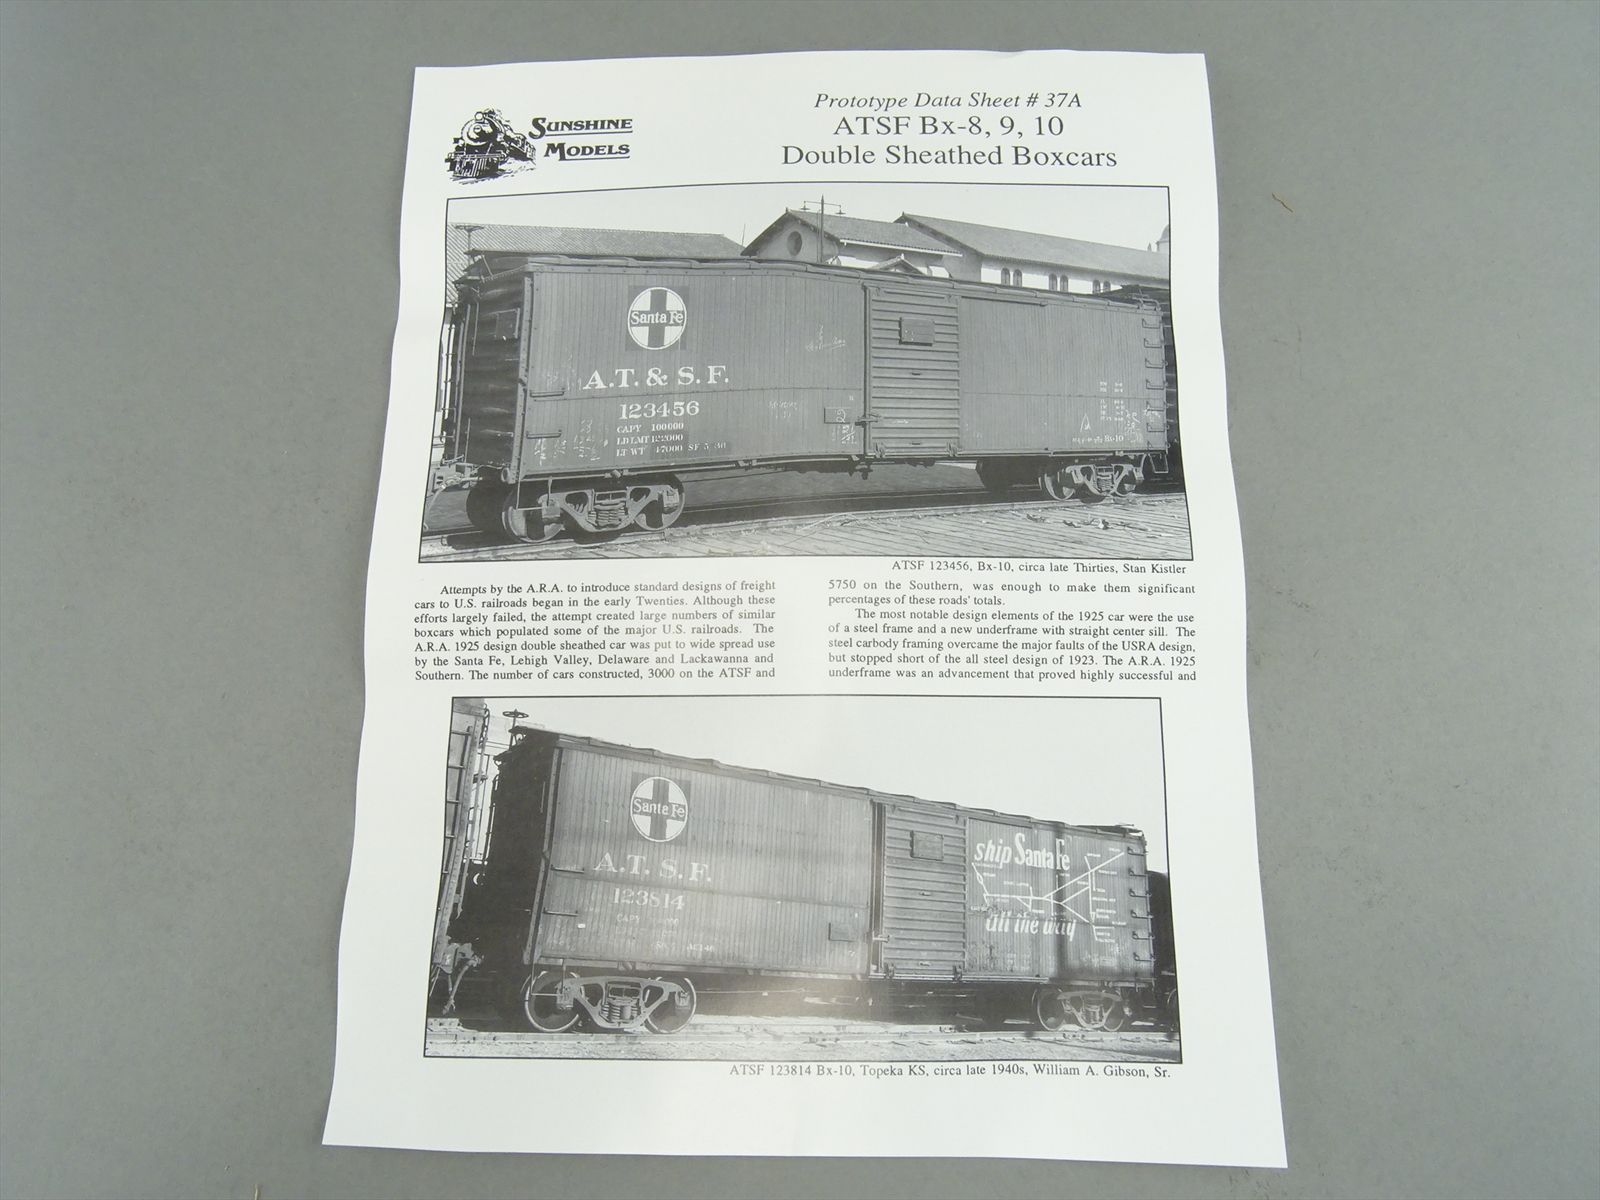 SUNSHINE
MODELS
Prototype Data Sheet # 37A
ATSF Bx-8, 9, 10
Double Sheathed Boxcars
Santa Fe
A.T. & S.F.
123456
CAPY 100000
LD LMT 122000
LT WT 47000 SF 5 30
Bx-10
ATSF 123456, Bx-10, circa late Thirties, Stan Kistler
Attempts by the A.R.A. to introduce standard designs of freight
cars to U.S. railroads began in the early Twenties. Although these
efforts largely failed, the attempt created large numbers of similar
boxcars which populated some of the major U.S. railroads. The
A.R.A. 1925 design double sheathed car was put to wide spread use
by the Santa Fe, Lehigh Valley, Delaware and Lackawanna and
Southern. The number of cars constructed, 3000 on the ATSF and
5750 on the Southern, was enough to make them significant
percentages of these roads' totals.
The most notable design elements of the 1925 car were the use
of a steel frame and a new underframe with straight center sill. The
steel carbody framing overcame the major faults of the USRA design,
but stopped short of the all steel design of 1923. The A.R.A. 1925
underframe was an advancement that proved highly successful and
Santa Fe
A.T.S.F.
123814
CAPY
ship Santa Fe
all the way
ATSF 123814 Bx-10, Topeka KS, circa late 1940s, William A. Gibson, Sr.